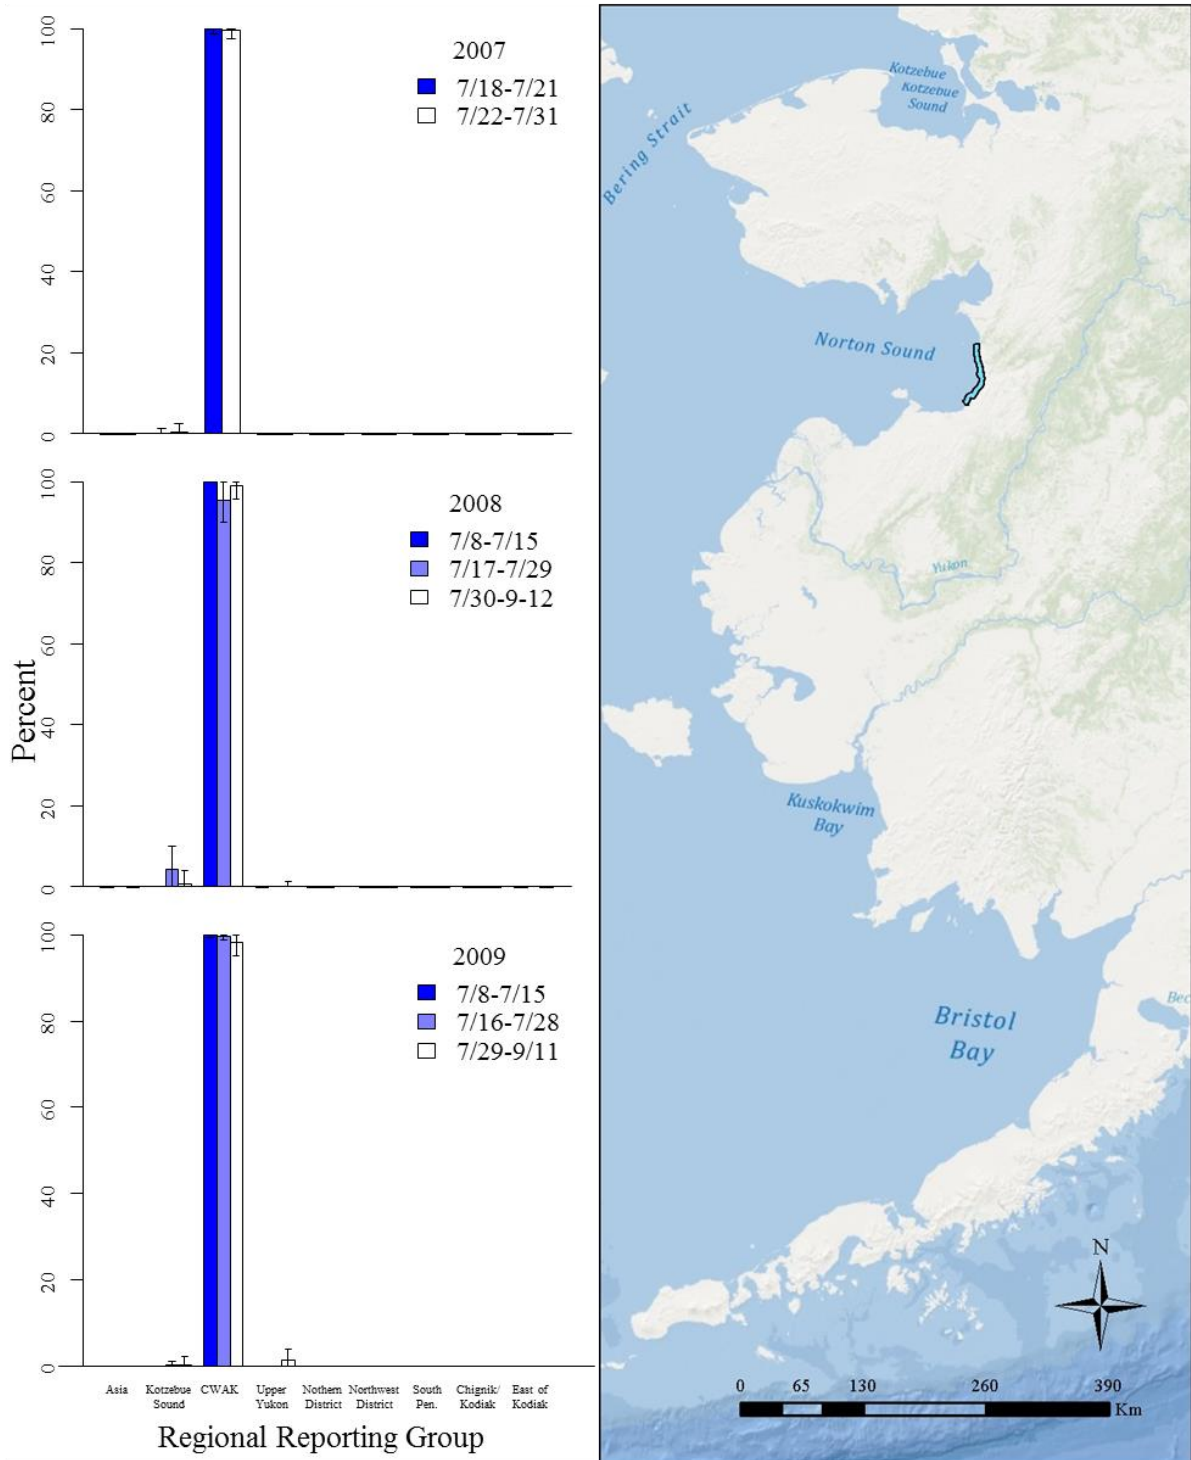 100
80
60
40
20
0
2007
7/18-7/21
7/22-7/31
100
80
60
40
20
0
2008
7/8-7/15
7/17-7/29
7/30-9-12
Percent
100
80
60
40
20
0
2009
7/8-7/15
7/16-7/28
7/29-9/11
Asia
Kotzebue
Sound
CWAK
Upper
Yukon
Nothern
District
Northwest
District
South
Pen.
Chignik/
Kodiak
East of
Kodiak
Regional Reporting Group
Kotzebue
Kotzebue
Sound
Bering Strait
Norton Sound
Yukon
Kuskokwim
Bay
Bristol
Bay
Bec
N
0 65 130 260 390
Km